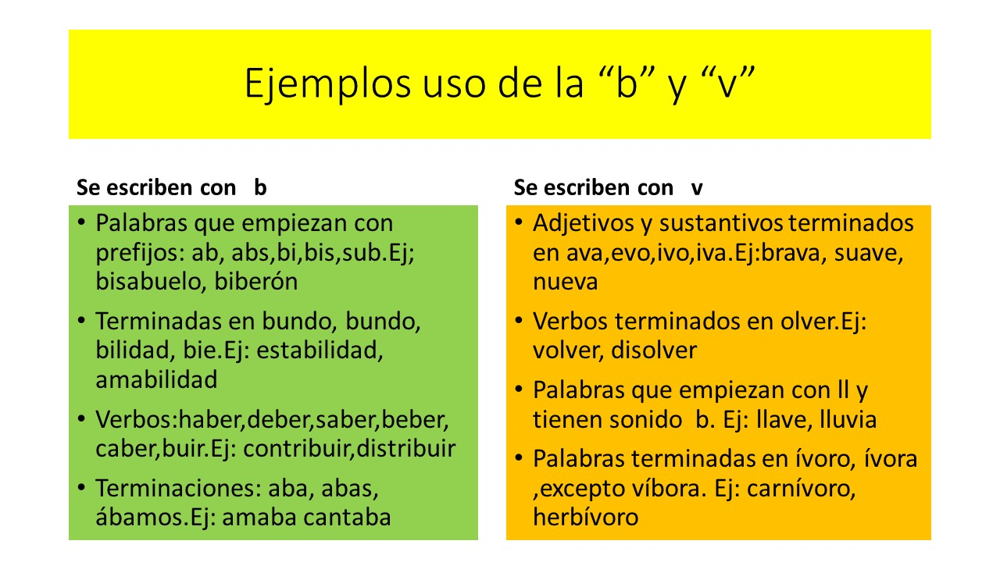 Ejemplos uso de la “b” y “v”
Se escriben con b
• Palabras que empiezan con
prefijos: ab, abs,bi,bis,sub.Ej;
bisabuelo, biberón
• Terminadas en bundo, bundo,
bilidad, bie.Ej: estabilidad,
amabilidad
• Verbos:haber,deber,saber,beber,
caber,buir.Ej: contribuir,distribuir
• Terminaciones: aba, abas,
ábamos.Ej: amaba cantaba
Se escriben con v
• Adjetivos y sustantivos terminados
en ava,evo,ivo,iva.Ej:brava, suave,
nueva
• Verbos terminados en olver.Ej:
volver, disolver
• Palabras que empiezan con ll y
tienen sonido b. Ej: llave, lluvia
• Palabras terminadas en ívoro, ívora
,excepto víbora. Ej: carnívoro,
herbívoro